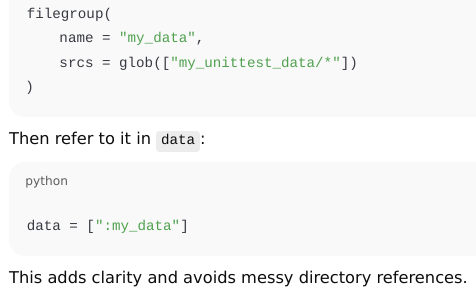 filegroup(
    name = "my_data",
    srcs = glob(["my_unittest_data/*"])
)
Then refer to it in data:
python
data = [":my_data"]
This adds clarity and avoids messy directory references.